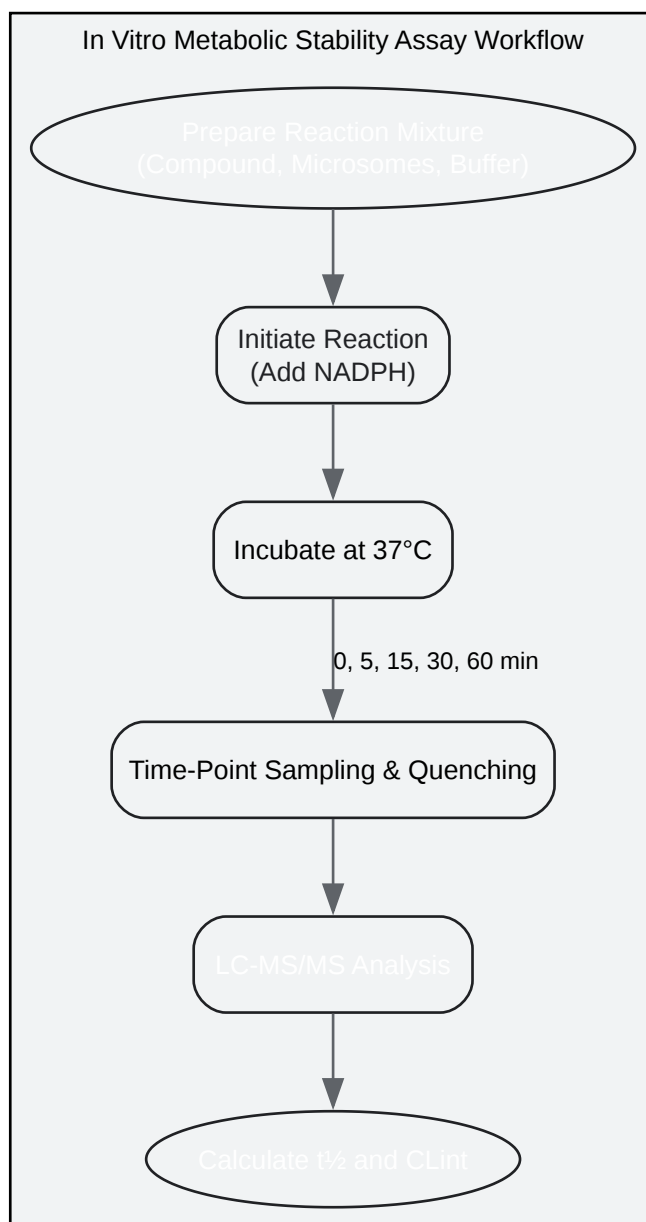 In Vitro Metabolic Stability Assay Workflow
Prepare Reaction Mixture
(Compound, Microsomes, Buffer)
Initiate Reaction
(Add NADPH)
Incubate at 37°C
0, 5, 15, 30, 60 min
Time-Point Sampling & Quenching
LC-MS/MS Analysis
Calculate t½ and CLint